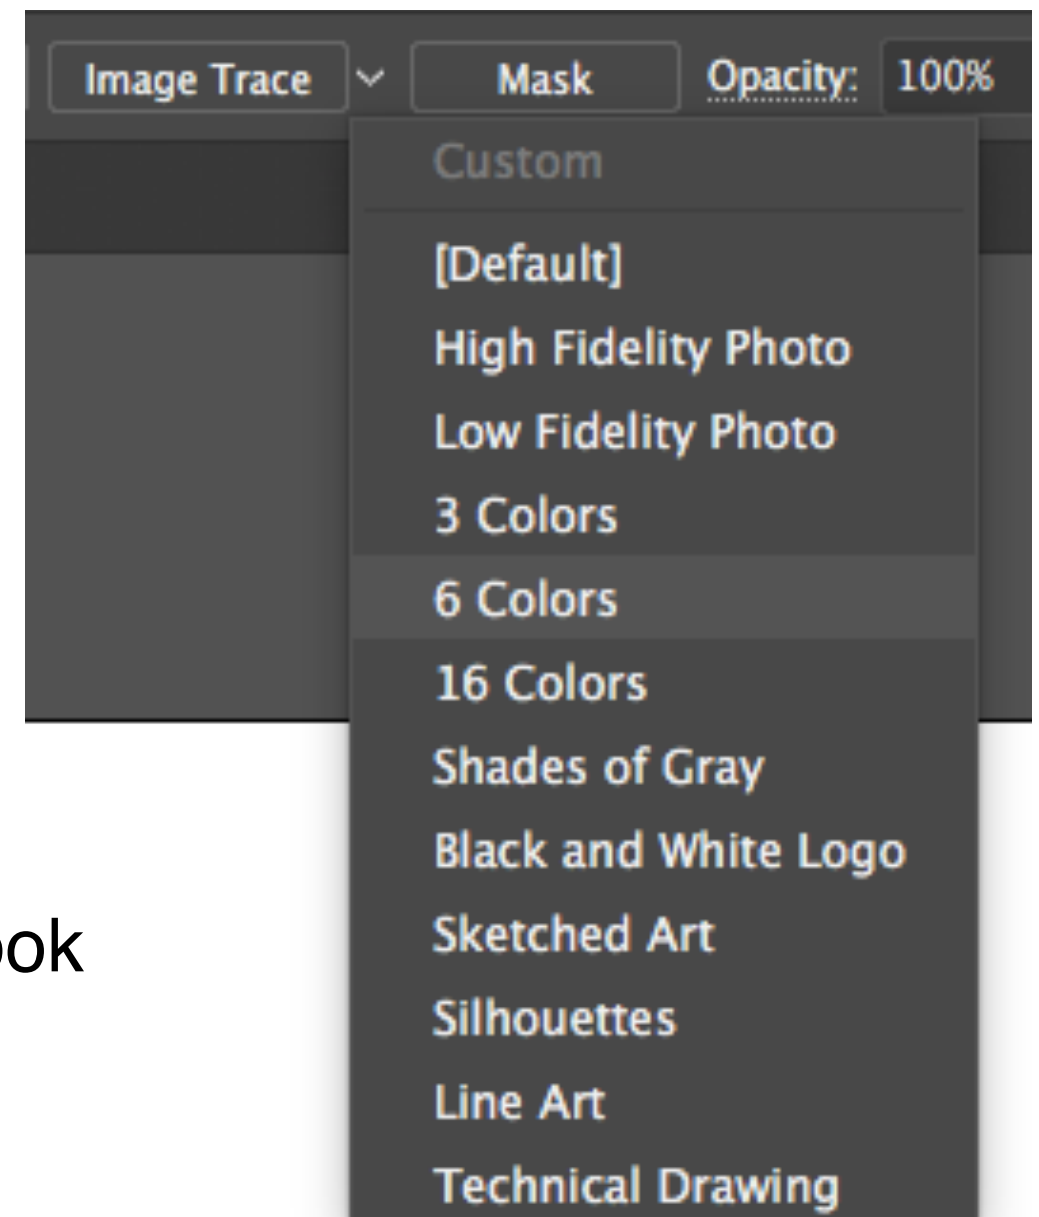 Image Trace Mask Opacity: 100%
Custom
[Default]
High Fidelity Photo
Low Fidelity Photo
3 Colors
6 Colors
16 Colors
Shades of Gray
Black and White Logo
Sketched Art
Silhouettes
Line Art
Technical Drawing